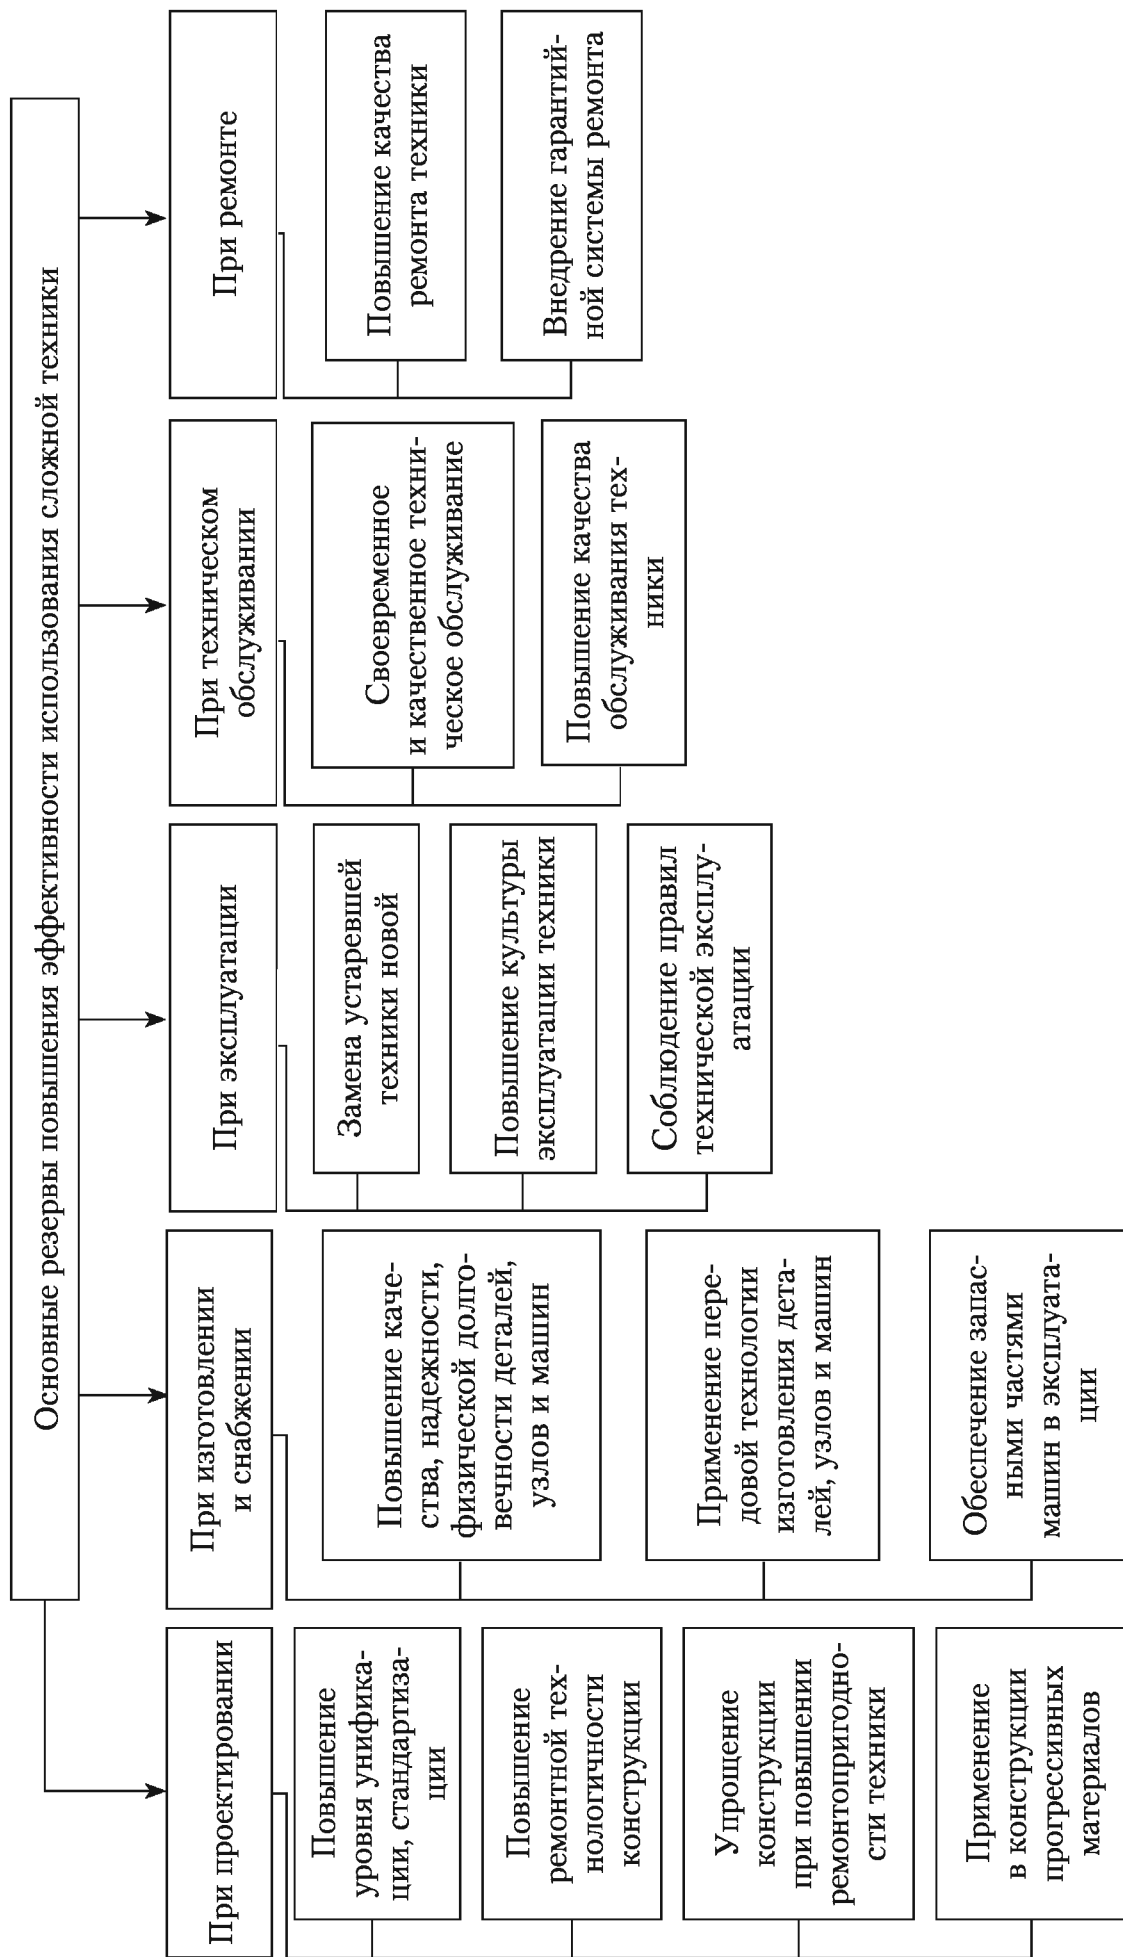 Основные резервы повышения эффективности использования сложной техники
При проектировании
Повышение
уровня унифика-
ции, стандартиза-
ции
Повышение
ремонтной тех-
нологичности
конструкции
Упрощение
конструкции
при повышении
ремонтопригодно-
сти техники
Применение
в конструкции
прогрессивных
материалов
При изготовлении
и снабжении
Повышение каче-
ства, надежности,
физической долго-
вечности деталей,
узлов и машин
Применение пере-
довой технологии
изготовления дета-
лей, узлов и машин
Обеспечение запас-
ными частями
машин в эксплуата-
ции
При эксплуатации
Замена устаревшей
техники новой
Повышение культуры
эксплуатации техники
Соблюдение правил
технической эксплу-
атации
При техническом
обслуживании
Своевременное
и качественное техни-
ческое обслуживание
Повышение качества
обслуживания тех-
ники
При ремонте
Повышение качества
ремонта техники
Внедрение гарантий-
ной системы ремонта